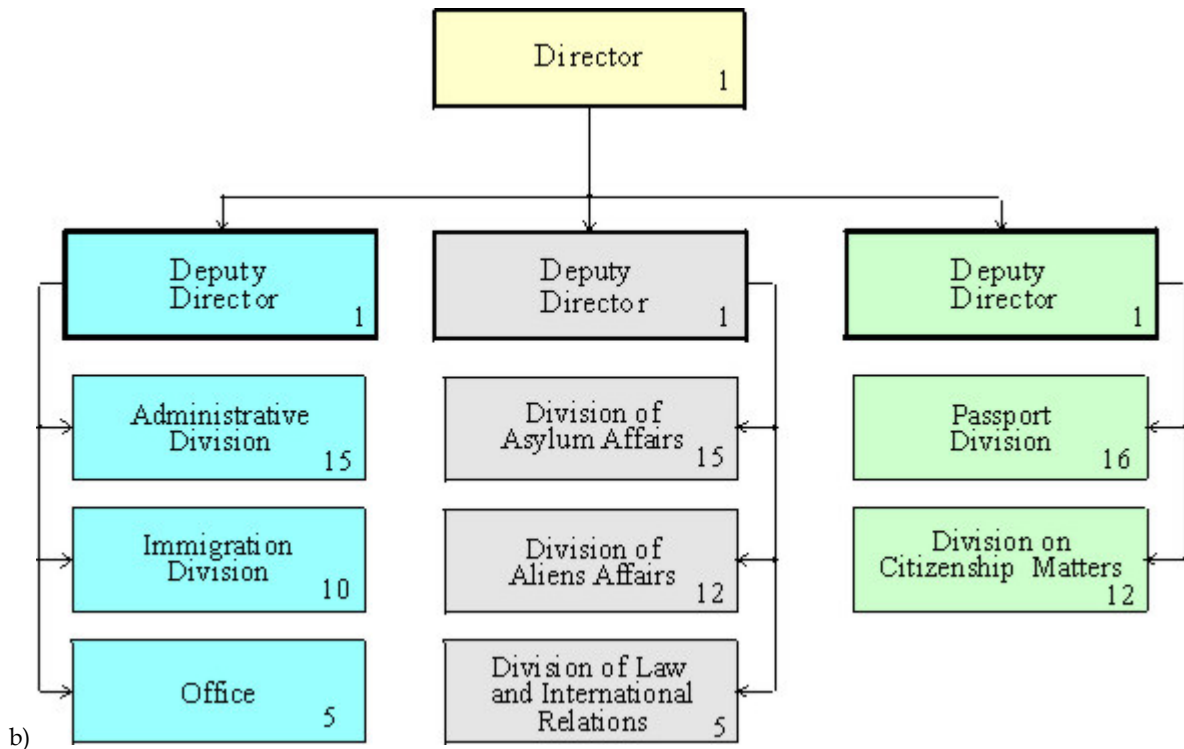 Director
1
Deputy
Director
1
Administrative
Division
15
Immigration
Division
10
Office
5
Deputy
Director
1
Division of
Asylum Affairs
15
Division of
Aliens Affairs
12
Division of Law
and International
Relations
5
Deputy
Director
1
Passport
Division
16
Division on
Citizenship Matters
12
b)